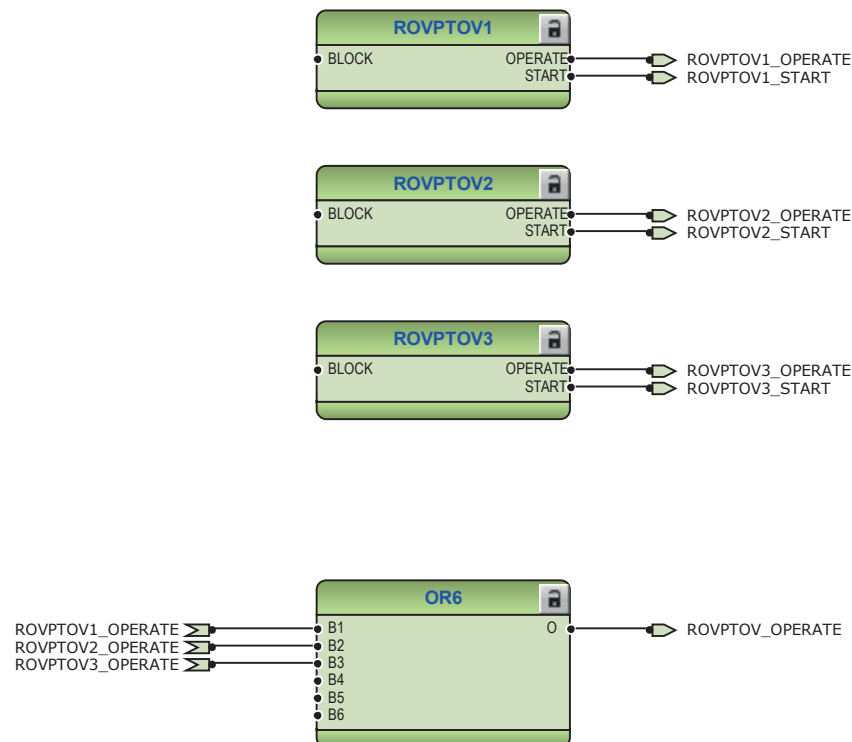 ROVPTOV1
BLOCK OPERATE ROVPTOV1_OPERATE
START ROVPTOV1_START
ROVPTOV2
BLOCK OPERATE ROVPTOV2_OPERATE
START ROVPTOV2_START
ROVPTOV3
BLOCK OPERATE ROVPTOV3_OPERATE
START ROVPTOV3_START
OR6
ROVPTOV1_OPERATE B1 O ROVPTOV_OPERATE
ROVPTOV2_OPERATE B2
ROVPTOV3_OPERATE B3
B4
B5
B6